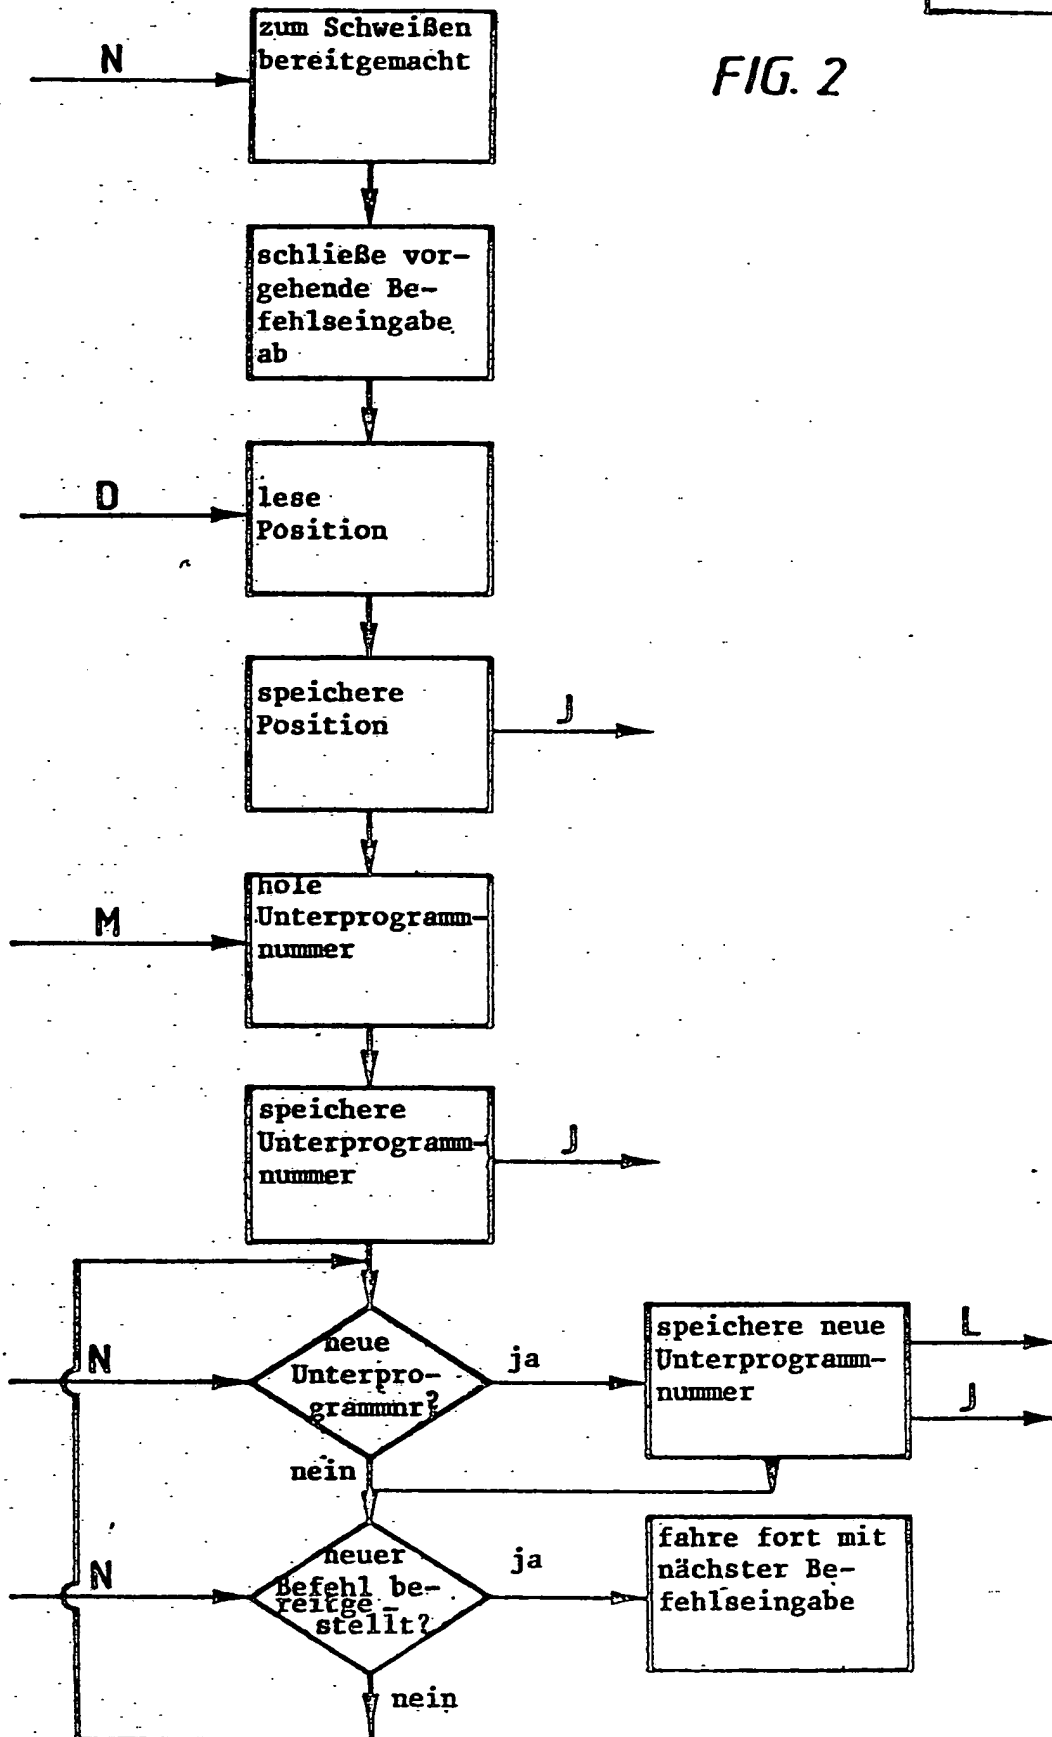 FIG. 2
N
zum Schweißen
bereitgemacht
schließe vor-
gehende Be-
fehlseingabe
ab
D
lese
Position
speichere
Position
J
M
hole
Unterprogramm-
nummer
speichere
Unterprogramm-
nummer
J
N
neue
Unterpro-
grammnr?
ja
speichere neue
Unterprogramm-
nummer
L
J
nein
N
neuer
Befehl be-
reitge-
stellt?
ja
fahre fort mit
nächster Be-
fehlseingabe
nein